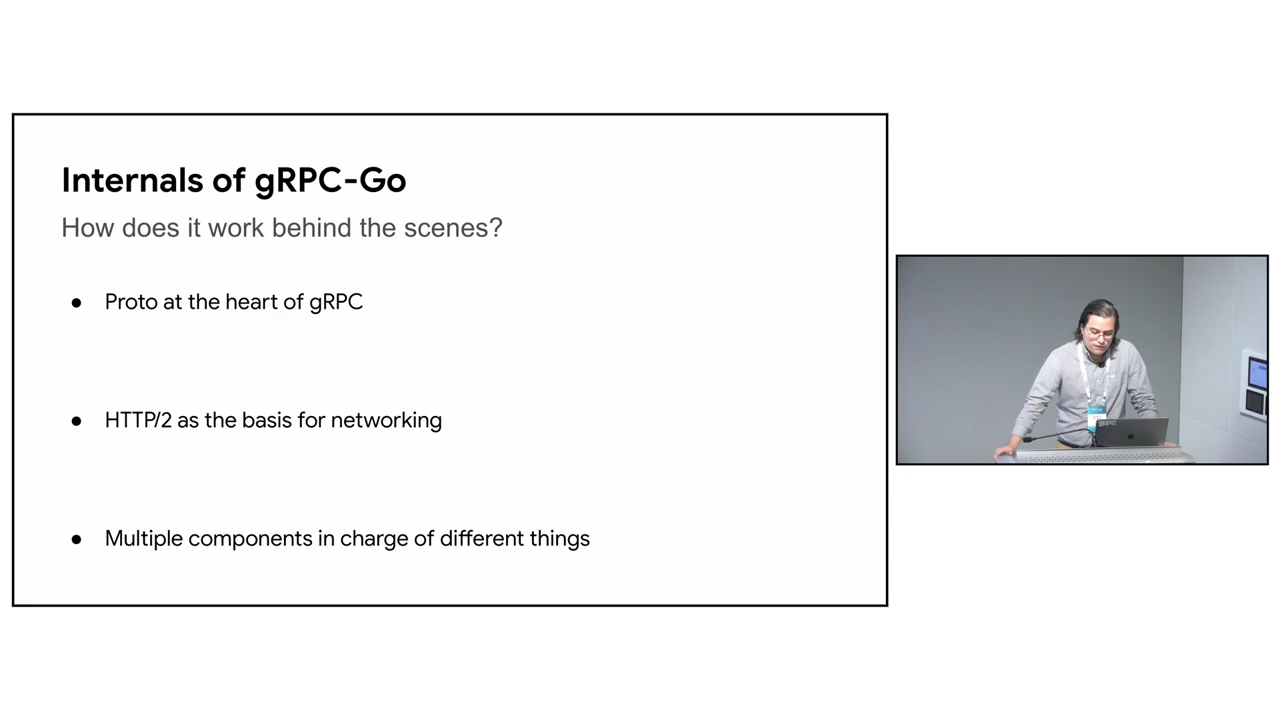 Internals of gRPC-Go
How does it work behind the scenes?
● Proto at the heart of gRPC
● HTTP/2 as the basis for networking
● Multiple components in charge of different things
gRPC